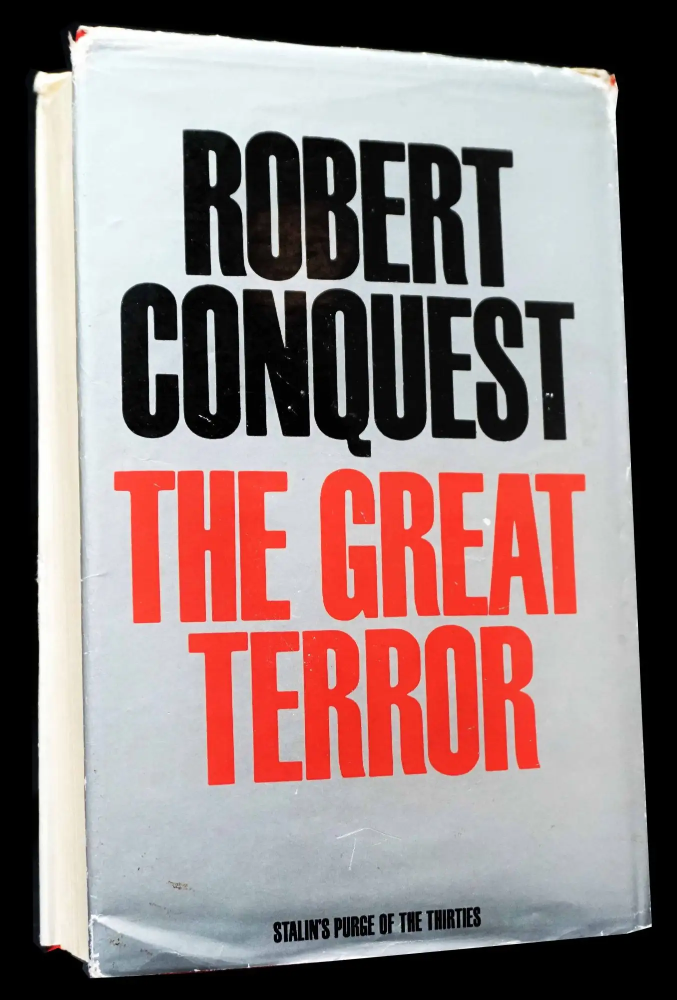 ROBERT
CONQUEST
THE GREAT
TERROR
STALIN'S PURGE OF THE THIRTIES